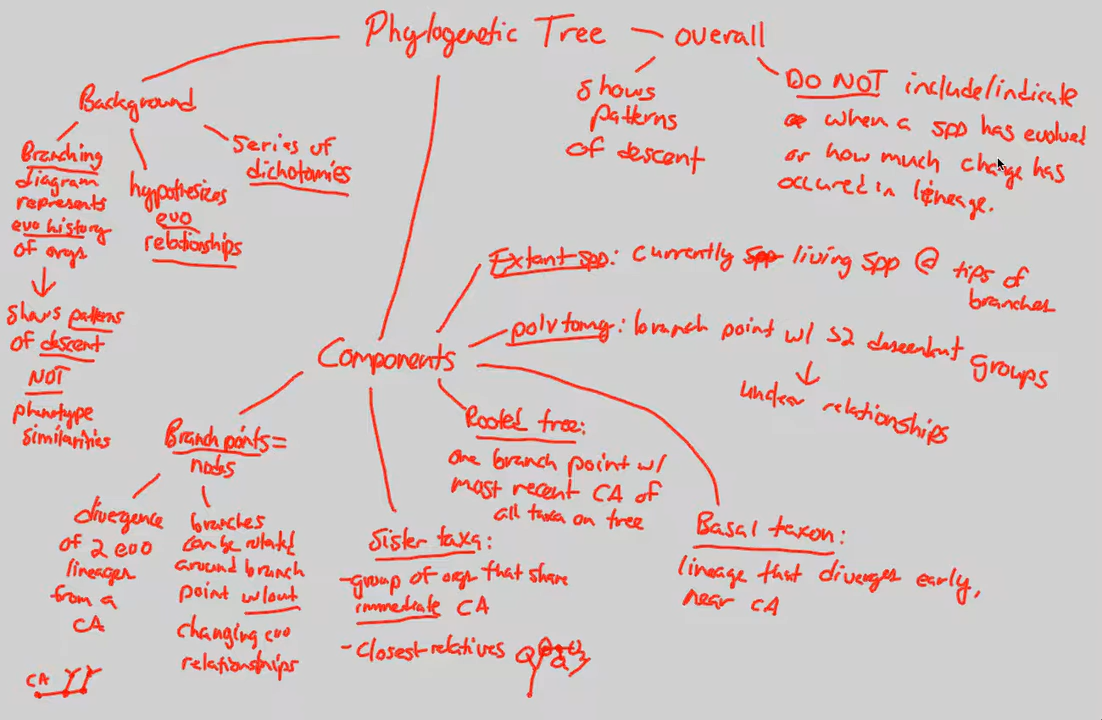 Phylogenetic Tree
overall
shows
patterns
of descent
DO NOT include/indicate
when a spp has evolved
or how much change has
occured in lineage.
Background
Branching
diagram
represents
evo history
of orgs
shows patterns
of descent
NOT
phenotype
similarities
hypothesizes
evo
relationships
Series of
dichotomies
Components
Extant spp: Currently spp living spp @ tips of
branches
polytomy: branch point w/ >2 descendant groups
unclear relationships
Rooted tree:
one branch point w/
most recent CA of
all taxa on tree
Basal taxon:
lineage that diverges early,
near CA
Sister taxa:
-group of orgs that share
immediate CA
- Closest relatives
Branch points=
nodes
divergence
of 2 evo
lineages
from a
CA
CA
branches
can be rotated
around branch
point w/out
changing evo
relationships